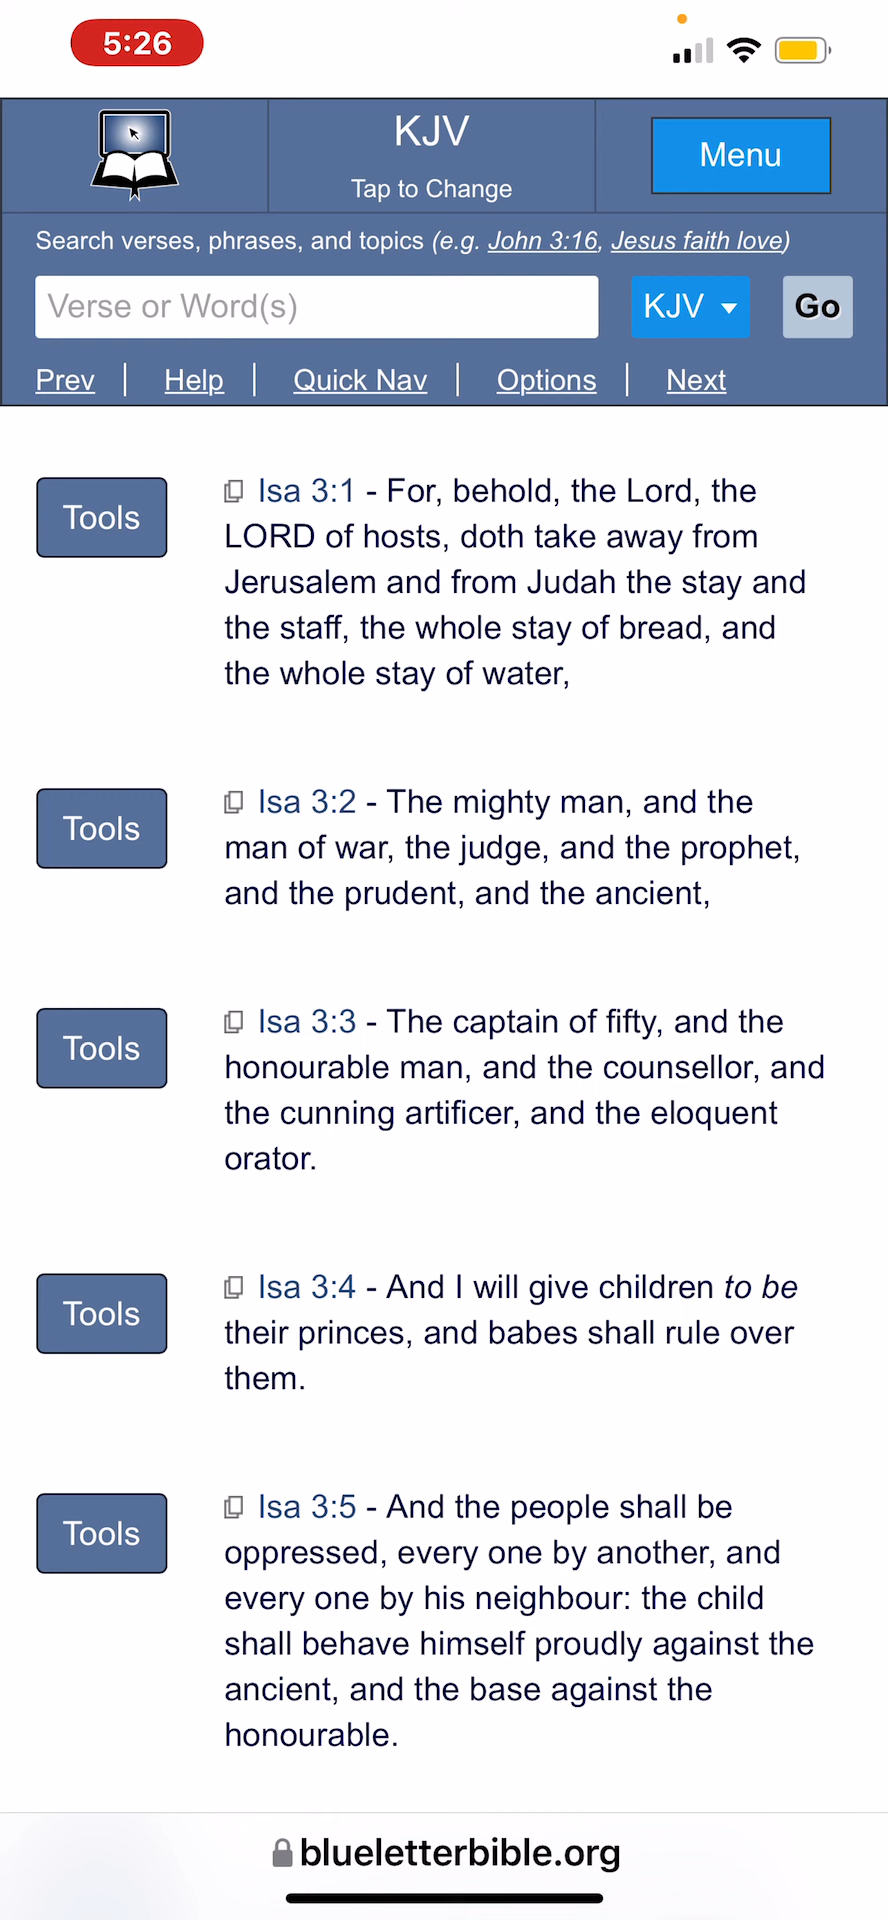 5:26
KJV
Tap to Change
Menu
Search verses, phrases, and topics (e.g. John 3:16, Jesus faith love)
Verse or Word(s)
KJV
Go
Prev | Help | Quick Nav | Options | Next
Tools
Isa 3:1 - For, behold, the Lord, the
LORD of hosts, doth take away from
Jerusalem and from Judah the stay and
the staff, the whole stay of bread, and
the whole stay of water,
Tools
Isa 3:2 - The mighty man, and the
man of war, the judge, and the prophet,
and the prudent, and the ancient,
Tools
Isa 3:3 - The captain of fifty, and the
honourable man, and the counsellor, and
the cunning artificer, and the eloquent
orator.
Tools
Isa 3:4 - And I will give children to be
their princes, and babes shall rule over
them.
Tools
Isa 3:5 - And the people shall be
oppressed, every one by another, and
every one by his neighbour: the child
shall behave himself proudly against the
ancient, and the base against the
honourable.
blueletterbible.org